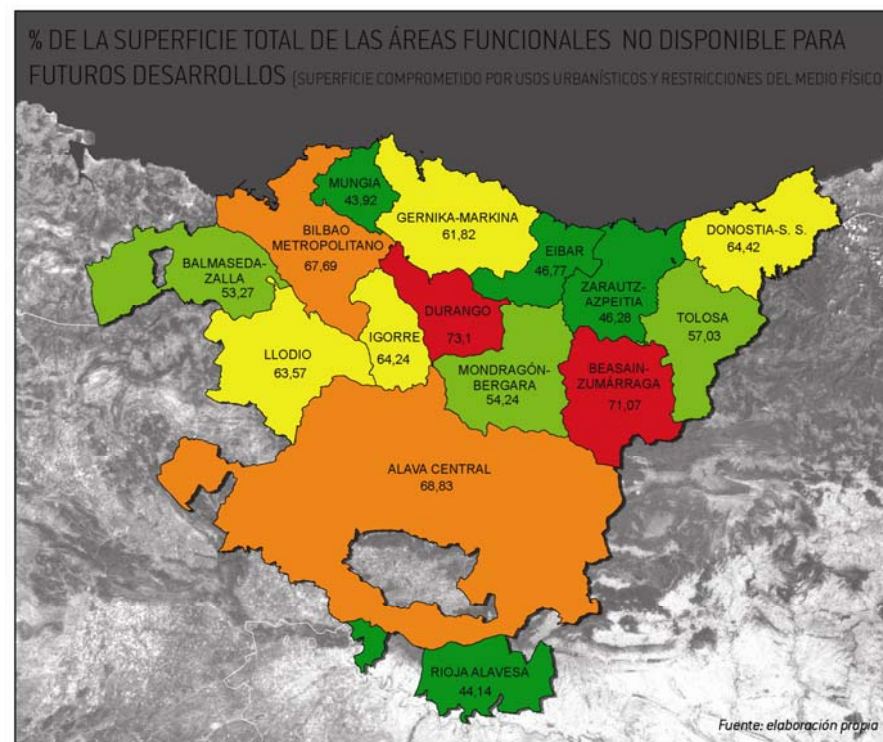 % DE LA SUPERFICIE TOTAL DE LAS ÁREAS FUNCIONALES NO DISPONIBLE PARA
FUTUROS DESARROLLOS (SUPERFICIE COMPROMETIDO POR USOS URBANÍSTICOS Y RESTRICCIONES DEL MEDIO FÍSICO
MUNGIA
43,92
GERNIKA-MARKINA
61,82
BILBAO
METROPOLITANO
67,69
DONOSTIA-S. S.
64,42
EIBAR
46,77
BALMASEDA-
ZALLA
53,27
ZARAUTZ-
AZPEITIA
46,28
DURANGO
73,1
TOLOSA
57,03
IGORRE
64,24
LLODIO
63,57
MONDRAGÓN-
BERGARA
54,24
BEASAIN-
ZUMÁRRAGA
71,07
ALAVA CENTRAL
68,83
RIOJA ALAVESA
44,14
Fuente: elaboración propia